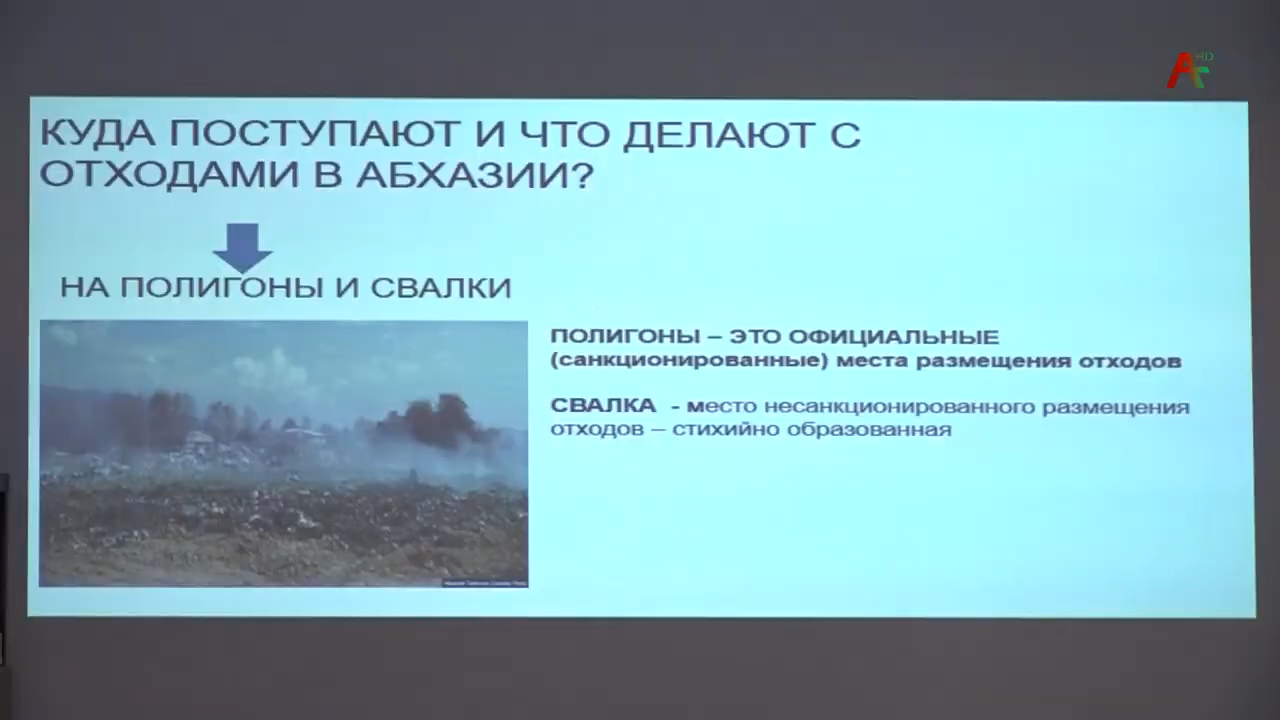 HD
КУДА ПОСТУПАЮТ И ЧТО ДЕЛАЮТ С
ОТХОДАМИ В АБХАЗИИ?
НА ПОЛИГОНЫ И СВАЛКИ
ПОЛИГОНЫ – ЭТО ОФИЦИАЛЬНЫЕ
(санкционированные) места размещения отходов
СВАЛКА - место несанкционированного размещения
отходов – стихийно образованная